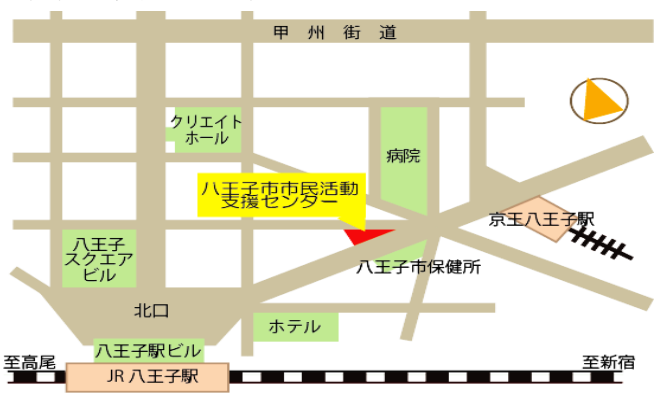 甲州街道
クリエイト
ホール
病院
八王子市市民活動
支援センター
京王八王子駅
八王子
スクエア
ビル
八王子市保健所
北口
ホテル
八王子駅ビル
至高尾
至新宿
JR八王子駅